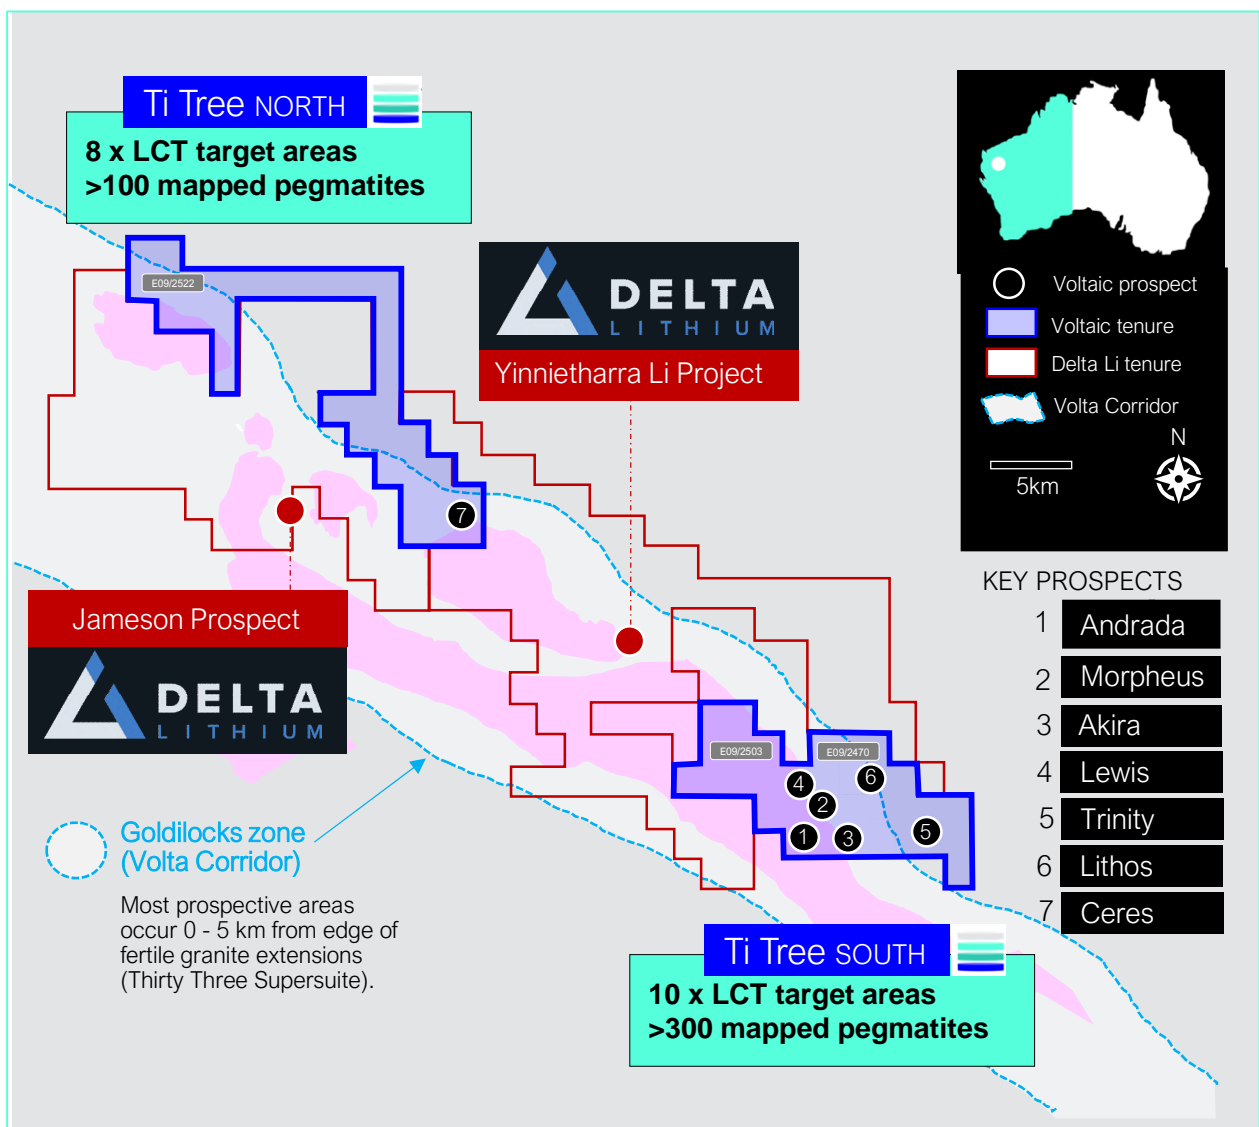 Ti Tree NORTH
8 x LCT target areas
>100 mapped pegmatites
E09/2522
DELTA
LITHIUM
Yinnietharra Li Project
Voltaic prospect
Voltaic tenure
Delta Li tenure
Volta Corridor
N
5km
7
Jameson Prospect
DELTA
LITHIUM
KEY PROSPECTS
1 Andrada
2 Morpheus
3 Akira
4 Lewis
5 Trinity
6 Lithos
7 Ceres
E09/2503
E09/2470
4
6
2
1
3
5
Goldilocks zone
(Volta Corridor)
Most prospective areas
occur 0 - 5 km from edge of
fertile granite extensions
(Thirty Three Supersuite).
Ti Tree SOUTH
10 x LCT target areas
>300 mapped pegmatites